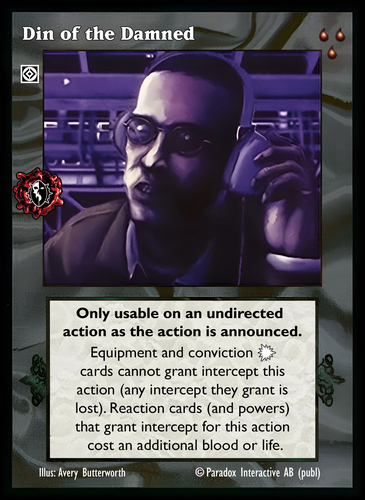 Din of the Damned
Only usable on an undirected
action as the action is announced.
Equipment and conviction
cards cannot grant intercept this
action (any intercept they grant is
lost). Reaction cards (and powers)
that grant intercept for this action
cost an additional blood or life.
Illus: Avery Butterworth
© Paradox Interactive AB (publ)